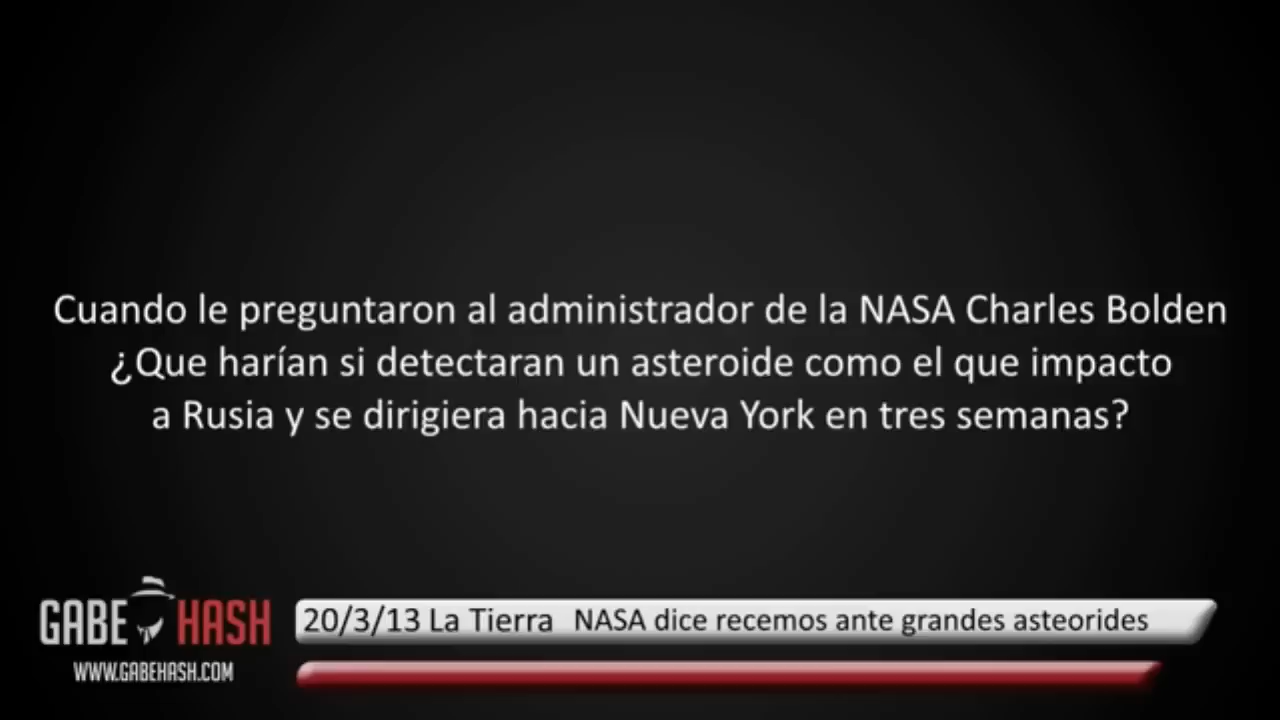 Cuando le preguntaron al administrador de la NASA Charles Bolden
¿Que harían si detectaran un asteroide como el que impacto
a Rusia y se dirigiera hacia Nueva York en tres semanas?
GABE HASH
WWW.GABEHASH.COM
20/3/13 La Tierra NASA dice recemos ante grandes asteorides